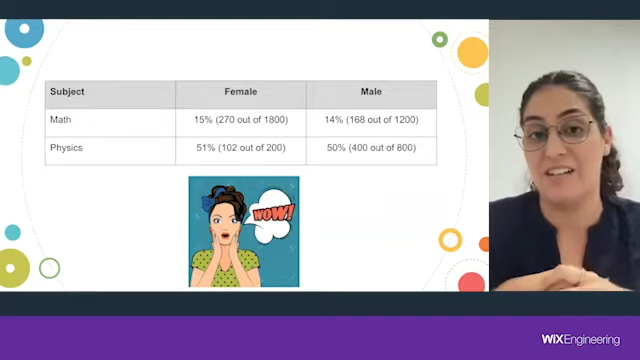 Subject Female Male
Math 15% (270 out of 1800) 14% (168 out of 1200)
Physics 51% (102 out of 200) 50% (400 out of 800)
WOW!
WIXEngineering